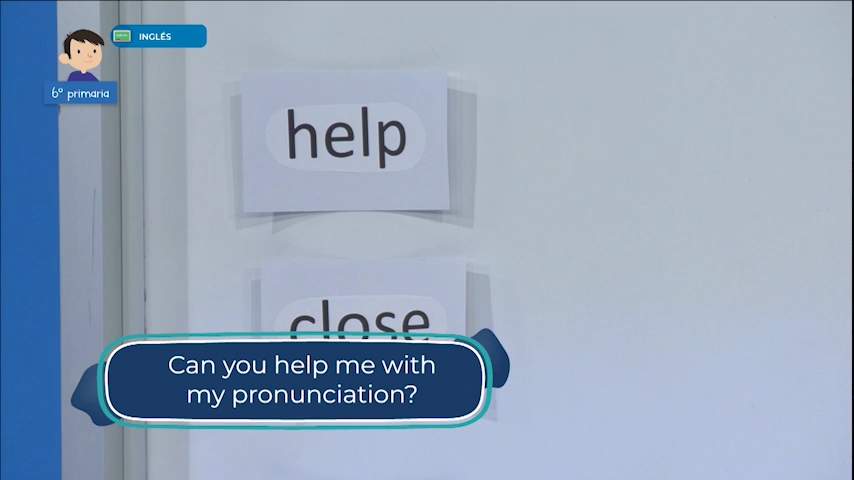 INGLÉS
6º primaria
help
close
Can you help me with
my pronunciation?